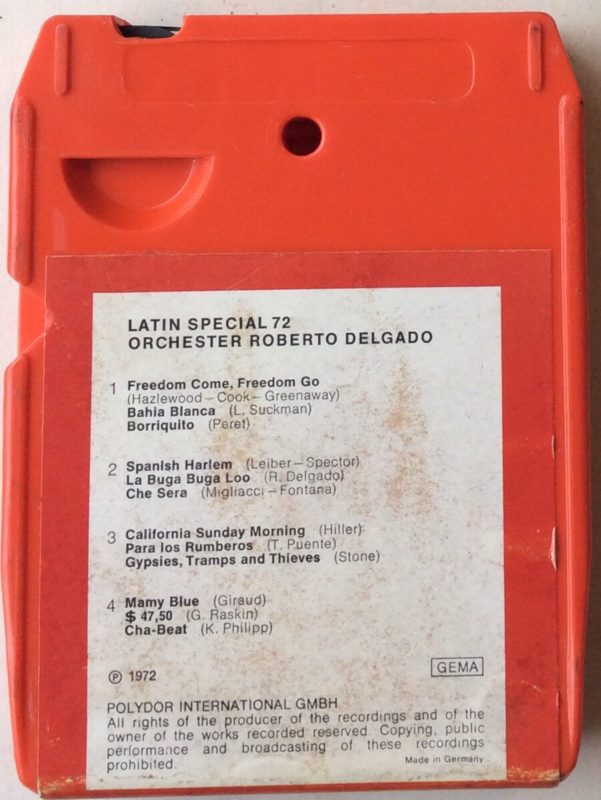 LATIN SPECIAL 72
ORCHESTER ROBERTO DELGADO
1 Freedom Come, Freedom Go
(Hazlewood – Cook – Greenaway)
Bahia Blanca (L. Suckman)
Borriquito (Peret)
2 Spanish Harlem (Leiber – Spector)
La Buga Buga Loo (R. Delgado)
Che Sera (Migliacci – Fontana)
3 California Sunday Morning (Hiller)
Para los Rumberos (T. Puente)
Gypsies, Tramps and Thieves (Stone)
4 Mamy Blue (Giraud)
$ 47,50 (G. Raskin)
Cha-Beat (K. Philipp)
℗ 1972 GEMA
POLYDOR INTERNATIONAL GMBH
All rights of the producer of the recordings and of the
owner of the works recorded reserved. Copying, public
performance and broadcasting of these recordings
prohibited. Made in Germany